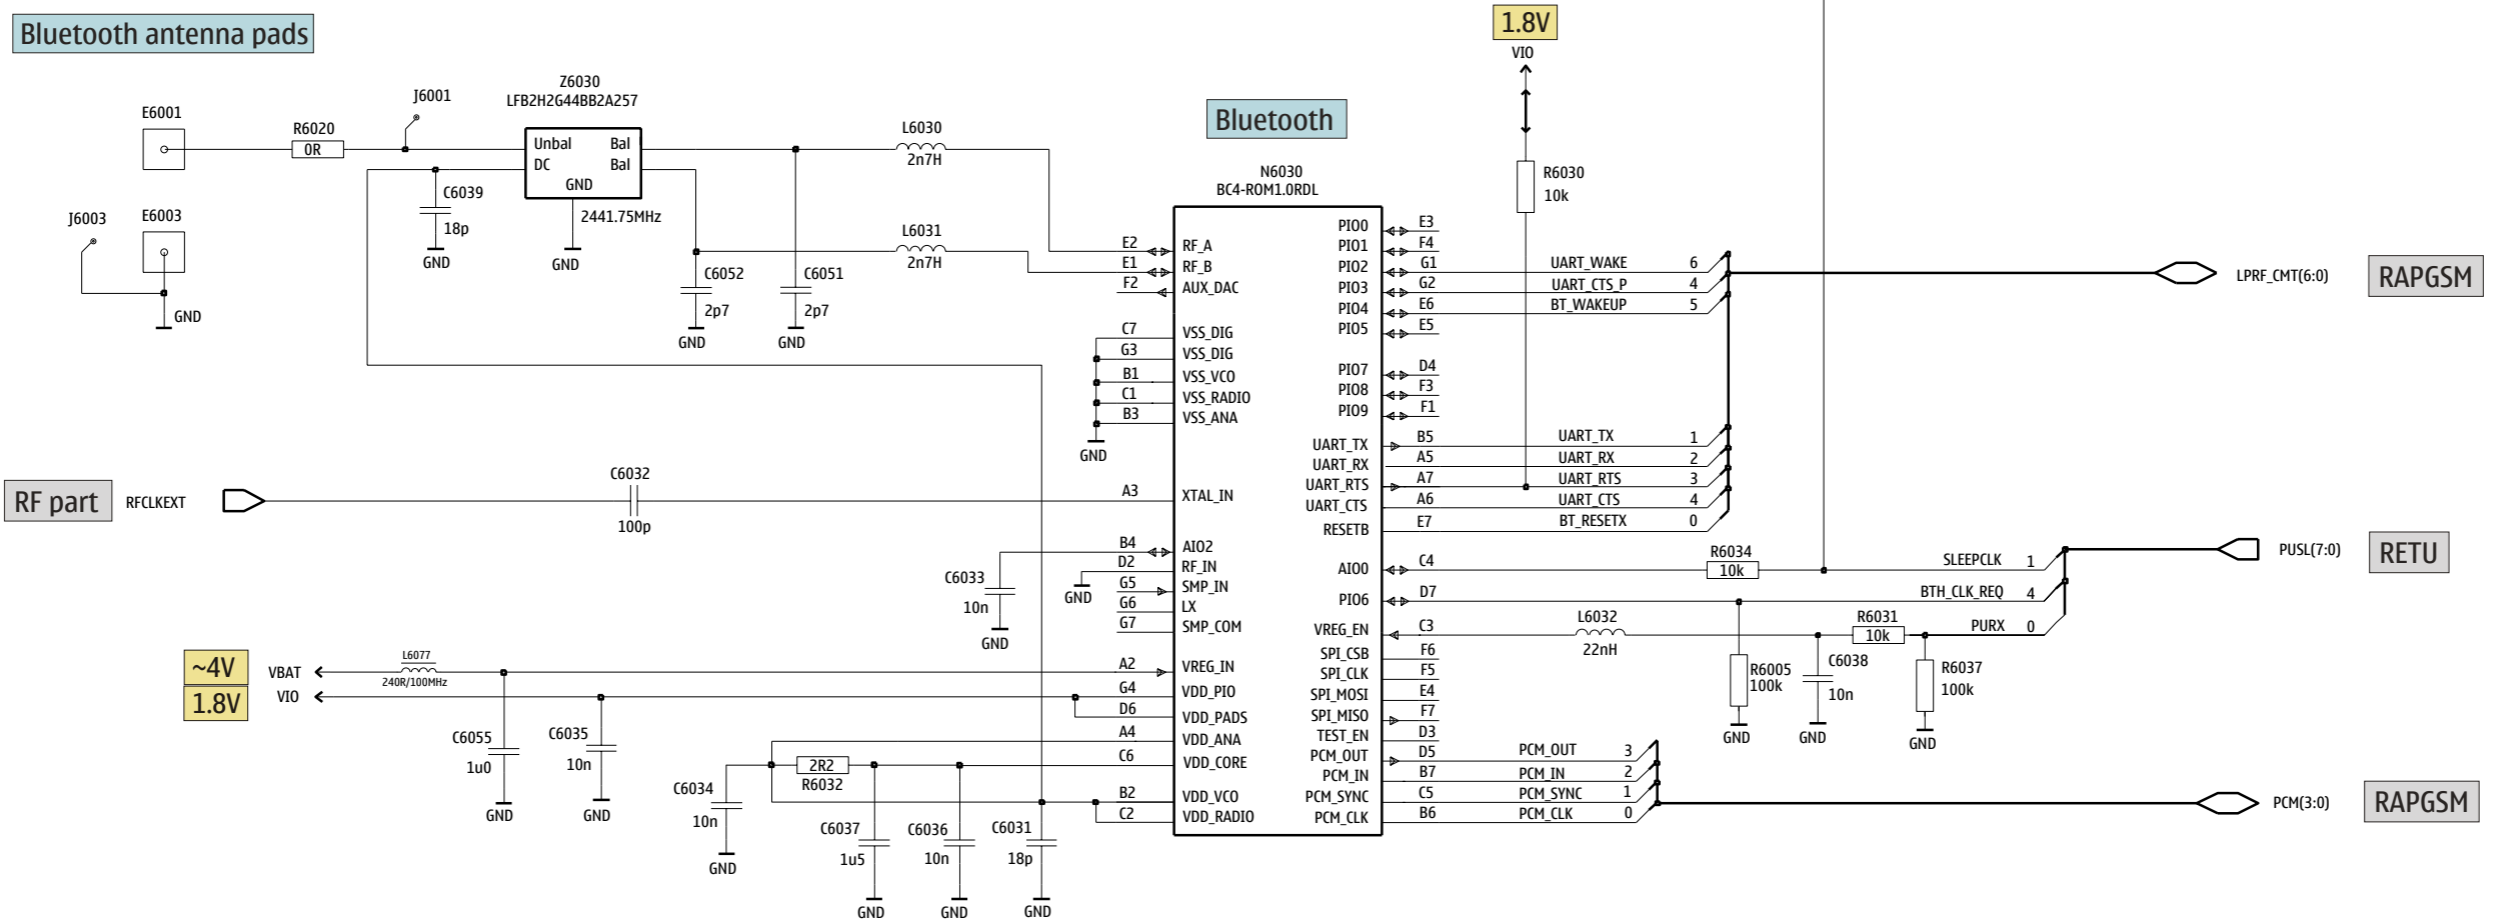 Bluetooth antenna pads
1.8V
VIO
Z6030
LFB2H2G44BB2A257
J6001
E6001
R6020
0R
Unbal Bal
DC Bal
GND
2441.75MHz
GND
C6039
18p
GND
J6003
E6003
GND
L6030
2n7H
L6031
2n7H
C6052
2p7
GND
C6051
2p7
GND
Bluetooth
N6030
BC4-ROM1.0RDL
R6030
10k
E2 RF_A
E1 RF_B
F2 AUX_DAC
C7 VSS_DIG
G3 VSS_DIG
B1 VSS_VCO
C1 VSS_RADIO
B3 VSS_ANA
GND
RF part
RFCLKEXT
C6032
100p
A3 XTAL_IN
B4 AIO2
D2 RF_IN
G5 SMP_IN
G6 LX
G7 SMP_COM
C6033
10n
GND
GND
~4V
VBAT
L6077
240R/100MHz
1.8V
VIO
A2 VREG_IN
G4 VDD_PIO
D6 VDD_PADS
A4 VDD_ANA
C6 VDD_CORE
B2 VDD_VCO
C2 VDD_RADIO
C6055
1u0
GND
C6035
10n
GND
2R2
R6032
C6034
10n
GND
C6037
1u5
GND
C6036
10n
GND
C6031
18p
GND
PIO0 E3
PIO1 F4
PIO2 G1 UART_WAKE 6
PIO3 G2 UART_CTS_P 4
PIO4 E6 BT_WAKEUP 5
PIO5 E5
PIO7 D4
PIO8 F3
PIO9 F1
UART_TX B5 UART_TX 1
UART_RX A5 UART_RX 2
UART_RTS A7 UART_RTS 3
UART_CTS A6 UART_CTS 4
RESETB E7 BT_RESETX 0
LPRF_CMT(6:0)
RAPGSM
AIO0 C4
R6034
10k
SLEEPCLK 1
PIO6 D7 BTH_CLK_REQ 4
VREG_EN C3
L6032
22nH
R6031
10k
PURX 0
PUSL(7:0)
RETU
R6005
100k
GND
C6038
10n
GND
R6037
100k
GND
SPI_CSB F6
SPI_CLK F5
SPI_MOSI E4
SPI_MISO F7
TEST_EN D3
PCM_OUT D5 PCM_OUT 3
PCM_IN B7 PCM_IN 2
PCM_SYNC C5 PCM_SYNC 1
PCM_CLK B6 PCM_CLK 0
PCM(3:0)
RAPGSM